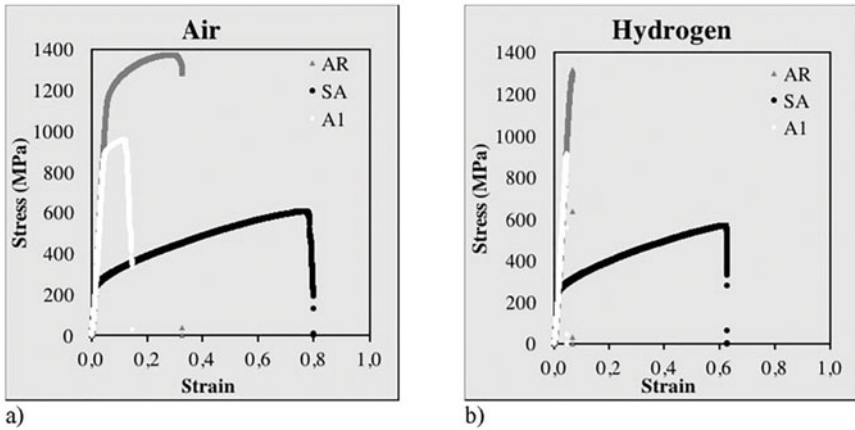 Air
Stress (MPa)
1400
1200
1000
800
600
400
200
0
0,0 0,2 0,4 0,6 0,8 1,0
Strain
AR
SA
A1
a)
Hydrogen
Stress (MPa)
1400
1200
1000
800
600
400
200
0
0,0 0,2 0,4 0,6 0,8 1,0
Strain
AR
SA
A1
b)